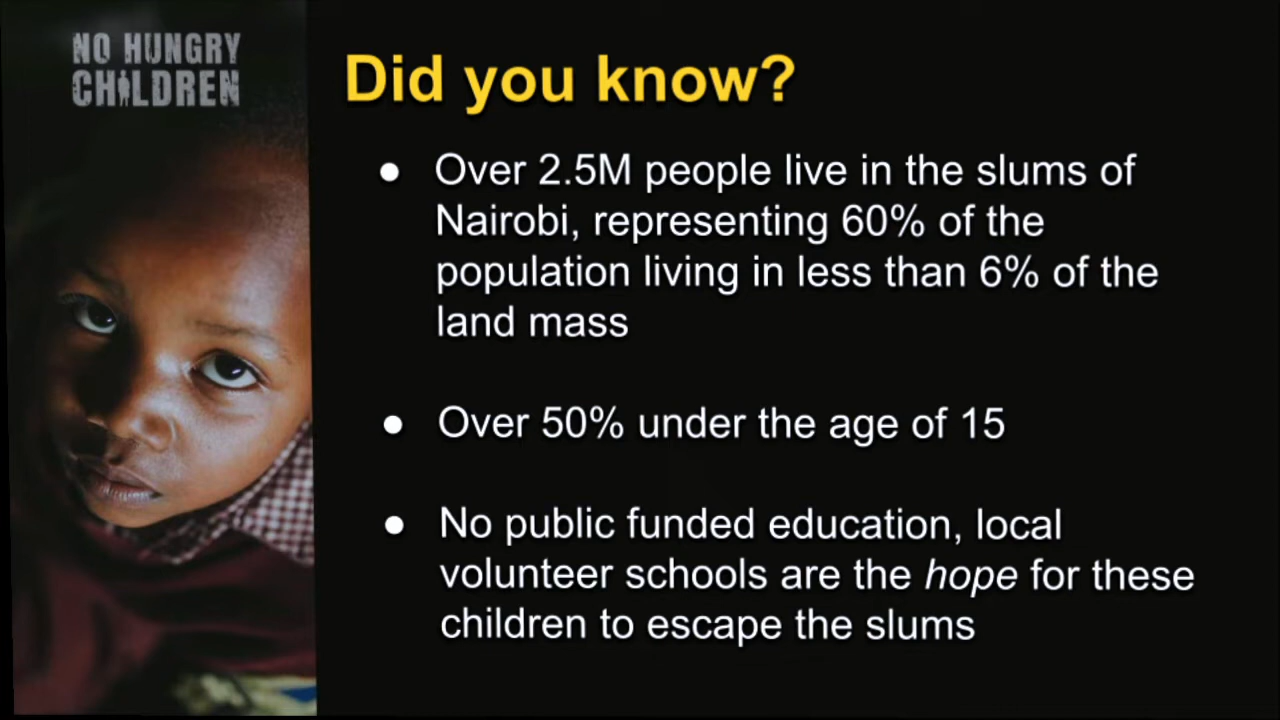 NO HUNGRY
CHILDREN
Did you know?
● Over 2.5M people live in the slums of
Nairobi, representing 60% of the
population living in less than 6% of the
land mass
● Over 50% under the age of 15
● No public funded education, local
volunteer schools are the hope for these
children to escape the slums